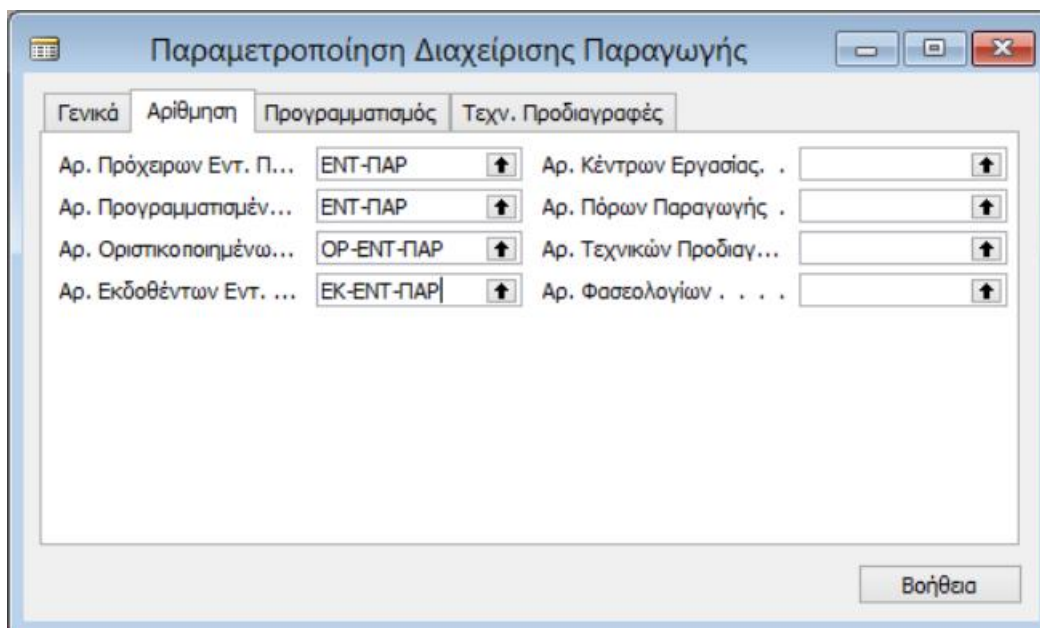 Παραμετροποίηση Διαχείρισης Παραγωγής
Γενικά Αρίθμηση Προγραμματισμός Τεχν. Προδιαγραφές
Αρ. Πρόχειρων Εντ. Π... ΕΝΤ-ΠΑΡ Αρ. Κέντρων Εργασίας. .
Αρ. Προγραμματισμέν... ΕΝΤ-ΠΑΡ Αρ. Πόρων Παραγωγής .
Αρ. Οριστικοποιημένω... ΟΡ-ΕΝΤ-ΠΑΡ Αρ. Τεχνικών Προδιαγ...
Αρ. Εκδοθέντων Εντ. ... ΕΚ-ΕΝΤ-ΠΑΡ Αρ. Φασεολογίων . . . .
Βοήθεια